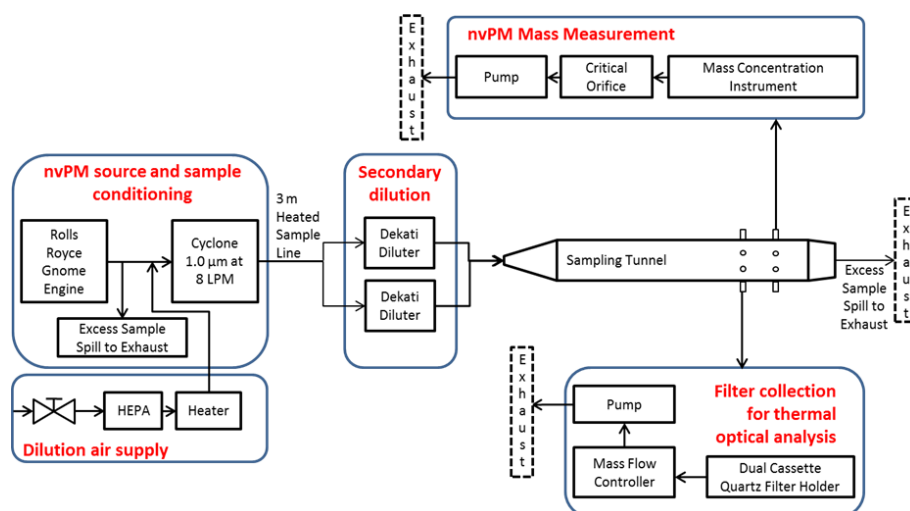 nvPM source and sample
conditioning
Rolls
Royce
Gnome
Engine
Cyclone
1.0 µm at
8 LPM
Excess Sample
Spill to Exhaust
HEPA
Heater
Dilution air supply
3 m
Heated
Sample
Line
Secondary
dilution
Dekati
Diluter
Dekati
Diluter
Exhaust
nvPM Mass Measurement
Pump
Critical
Orifice
Mass Concentration
Instrument
Sampling Tunnel
Excess
Sample
Spill to
Exhaust
Exhaust
Exhaust
Filter collection
for thermal
optical analysis
Pump
Mass Flow
Controller
Dual Cassette
Quartz Filter Holder